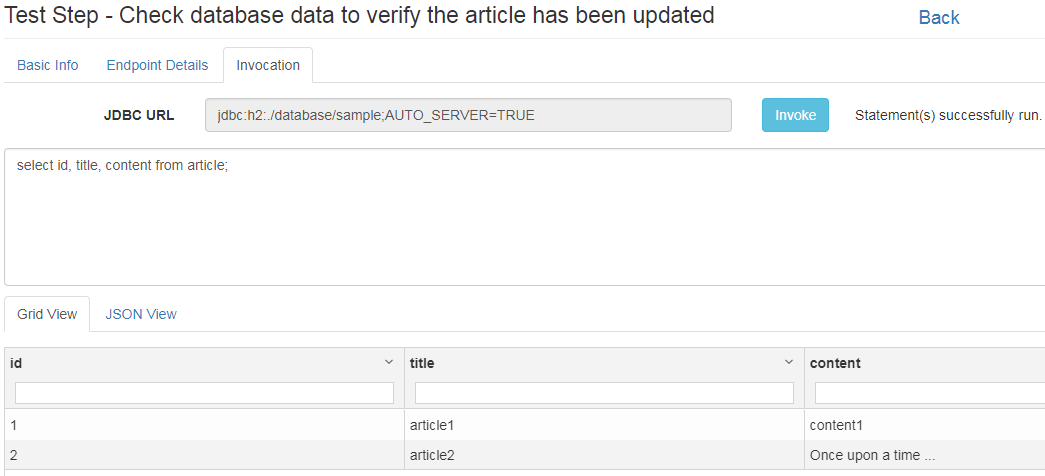 Test Step - Check database data to verify the article has been updated Back
Basic Info Endpoint Details Invocation
JDBC URL jdbc:h2:./database/sample;AUTO_SERVER=TRUE Invoke Statement(s) successfully run.
select id, title, content from article;
Grid View JSON View
id title content
1 article1 content1
2 article2 Once upon a time ...